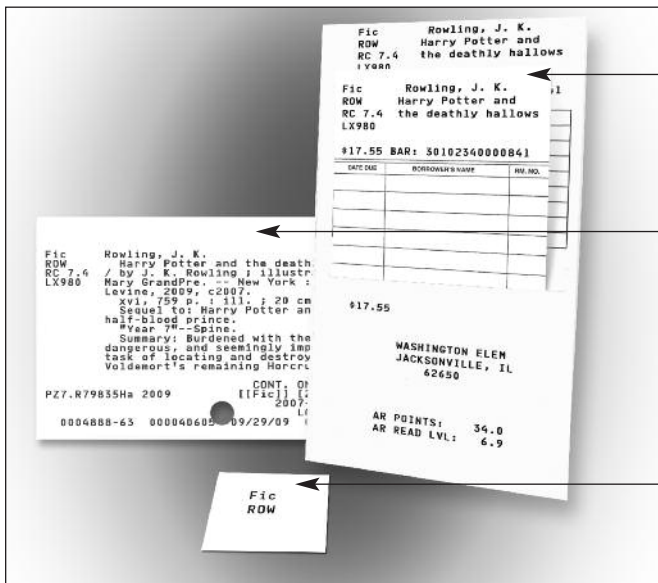 Fic Rowling, J. K.
ROW Harry Potter and
RC 7.4 the deathly hallows
LX980
Fic Rowling, J. K.
ROW Harry Potter and
RC 7.4 the deathly hallows
LX980
$17.55 BAR: 30102340000841
DATE DUE BORROWER'S NAME RM. NO.
$17.55
WASHINGTON ELEM
JACKSONVILLE, IL
62650
AR POINTS: 34.0
AR READ LVL: 6.9
Fic Rowling, J. K.
ROW Harry Potter and the death
RC 7.4 / by J. K. Rowling ; illustr
LX980 Mary GrandPre. -- New York :
Levine, 2009, c2007.
xvi, 759 p. : ill. ; 20 cm
Sequel to: Harry Potter an
half-blood prince.
"Year 7"--Spine.
Summary: Burdened with the
dangerous, and seemingly imp
task of locating and destroy
Voldemort's remaining Horcru
CONT. ON
PZ7.R79835Ha 2009 [[Fic]]
2007-
0004888-63 000040605 09/29/09
Fic
ROW